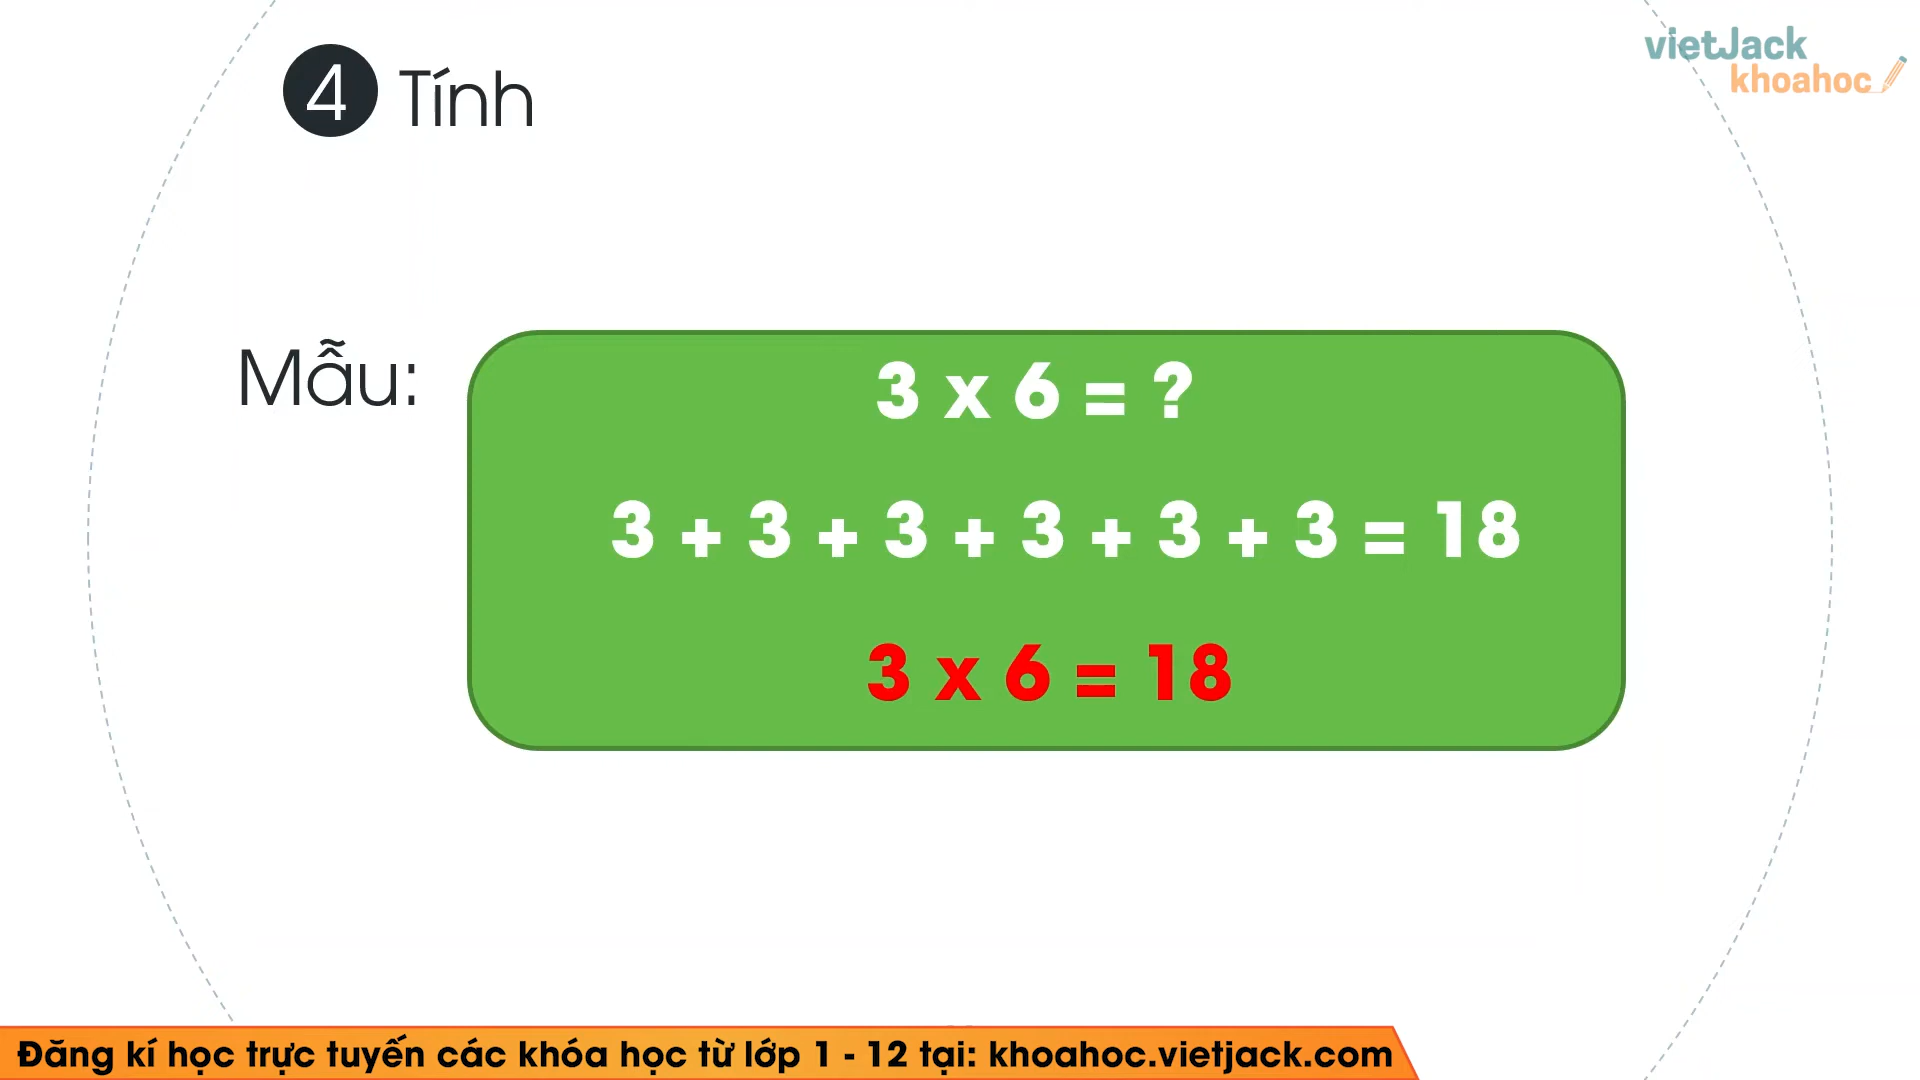 4 Tính
vietJack
khoahoc
Mẫu:
3 x 6 = ?
3 + 3 + 3 + 3 + 3 + 3 = 18
3 x 6 = 18
Đăng kí học trực tuyến các khóa học từ lớp 1 - 12 tại: khoahoc.vietjack.com